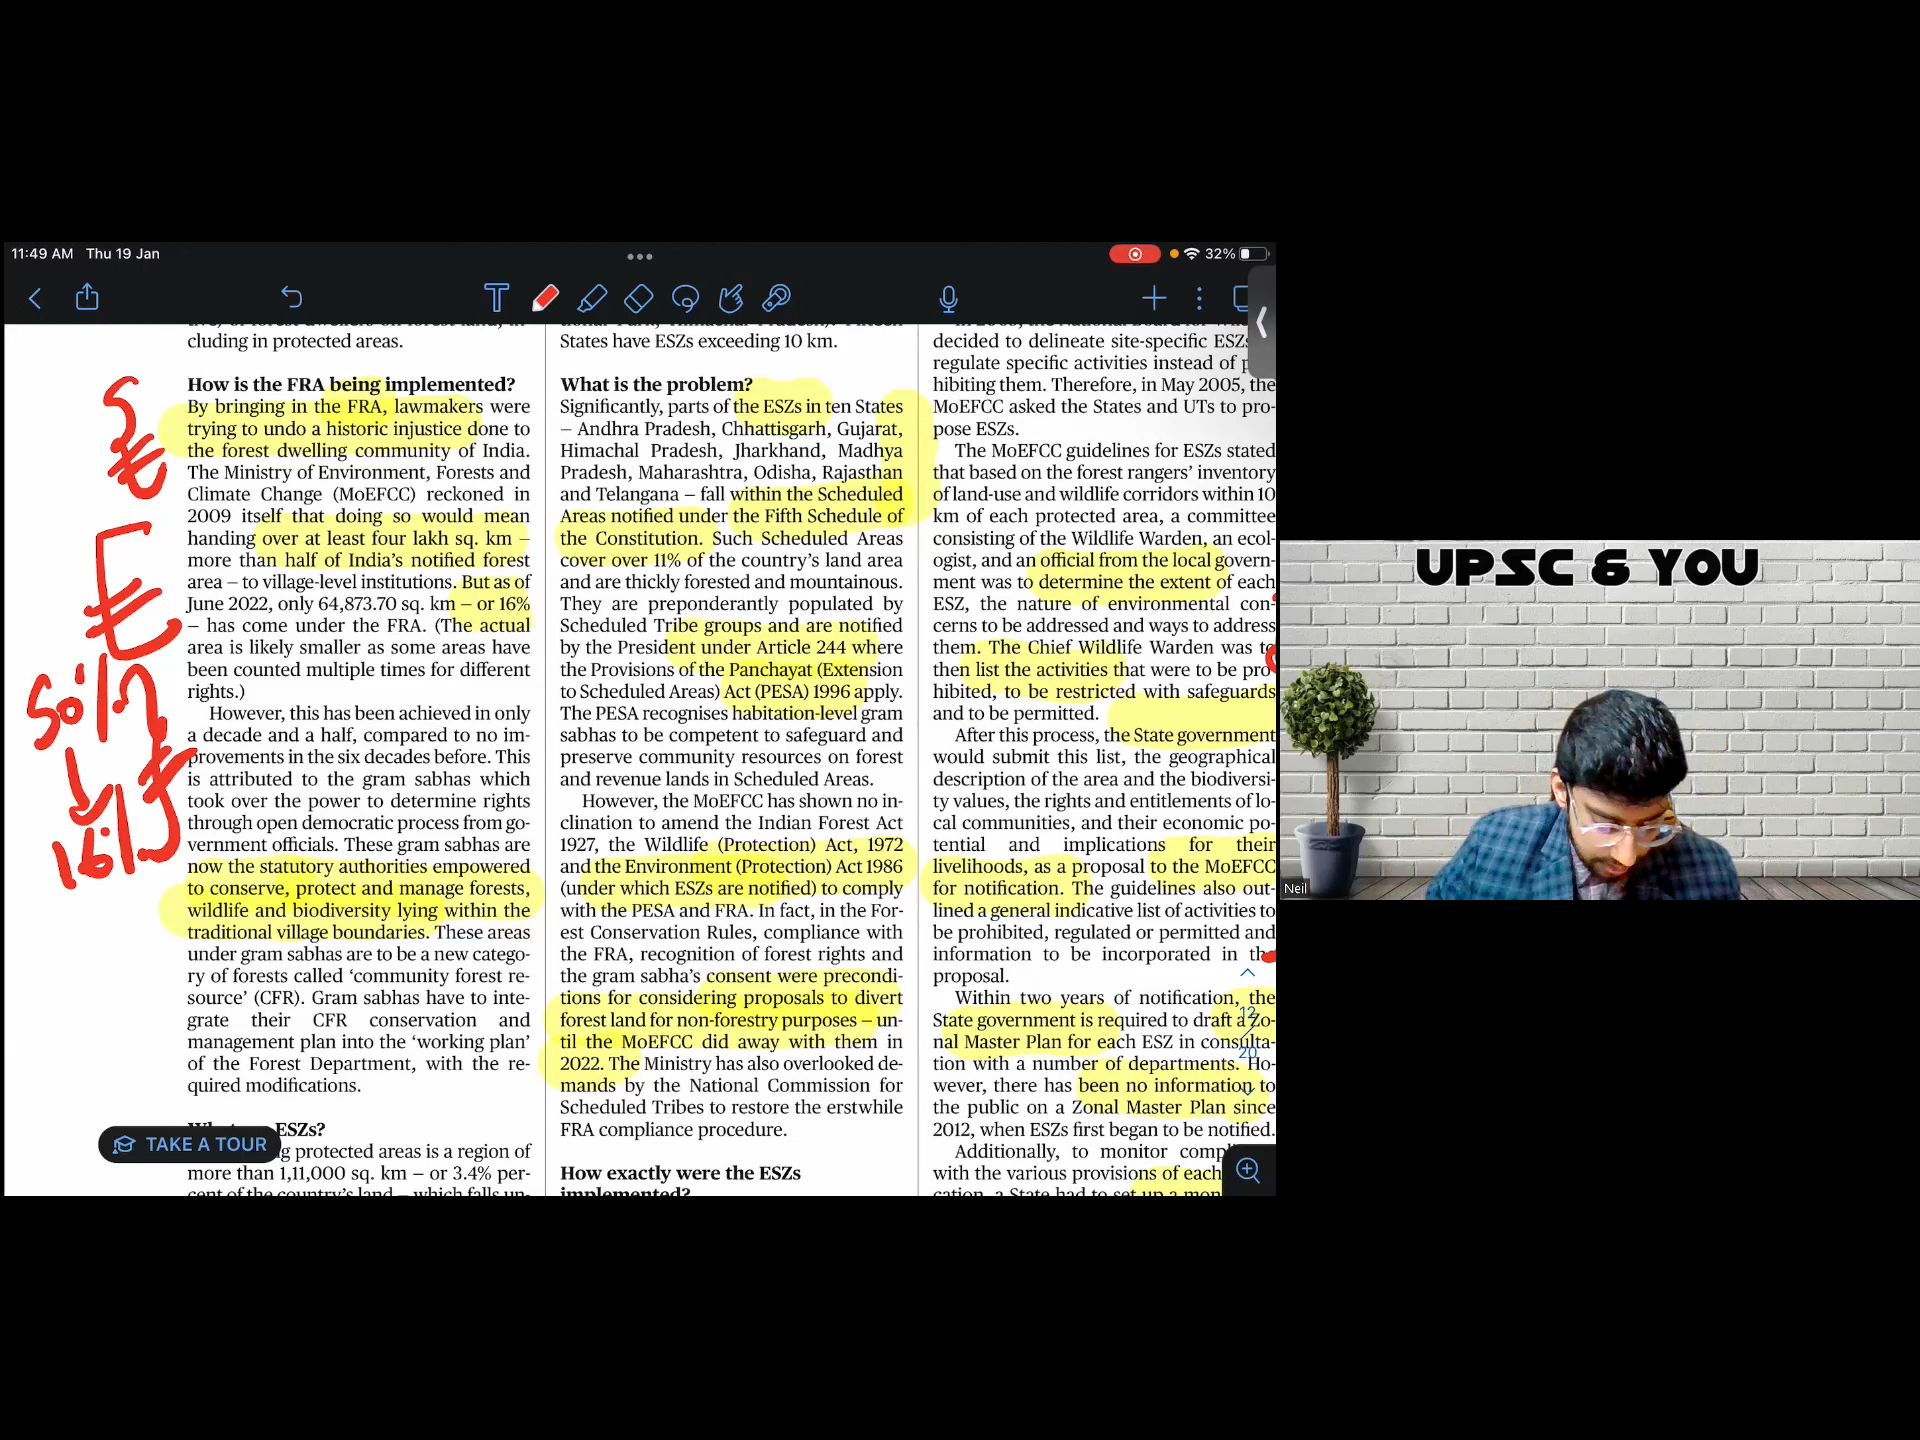 11:49 AM Thu 19 Jan
32%
cluding in protected areas.
How is the FRA being implemented?
By bringing in the FRA, lawmakers were
trying to undo a historic injustice done to
the forest dwelling community of India.
The Ministry of Environment, Forests and
Climate Change (MoEFCC) reckoned in
2009 itself that doing so would mean
handing over at least four lakh sq. km –
more than half of India's notified forest
area – to village-level institutions. But as of
June 2022, only 64,873.70 sq. km – or 16%
– has come under the FRA. (The actual
area is likely smaller as some areas have
been counted multiple times for different
rights.)
However, this has been achieved in only
a decade and a half, compared to no im-
provements in the six decades before. This
is attributed to the gram sabhas which
took over the power to determine rights
through open democratic process from go-
vernment officials. These gram sabhas are
now the statutory authorities empowered
to conserve, protect and manage forests,
wildlife and biodiversity lying within the
traditional village boundaries. These areas
under gram sabhas are to be a new catego-
ry of forests called ‘community forest re-
source’ (CFR). Gram sabhas have to inte-
grate their CFR conservation and
management plan into the ‘working plan’
of the Forest Department, with the re-
quired modifications.
ESZs?
TAKE A TOUR
protected areas is a region of
more than 1,11,000 sq. km – or 3.4% per-
cent of the country's land – which falls un-
50%
16%
States have ESZs exceeding 10 km.
What is the problem?
Significantly, parts of the ESZs in ten States
– Andhra Pradesh, Chhattisgarh, Gujarat,
Himachal Pradesh, Jharkhand, Madhya
Pradesh, Maharashtra, Odisha, Rajasthan
and Telangana – fall within the Scheduled
Areas notified under the Fifth Schedule of
the Constitution. Such Scheduled Areas
cover over 11% of the country's land area
and are thickly forested and mountainous.
They are preponderantly populated by
Scheduled Tribe groups and are notified
by the President under Article 244 where
the Provisions of the Panchayat (Extension
to Scheduled Areas) Act (PESA) 1996 apply.
The PESA recognises habitation-level gram
sabhas to be competent to safeguard and
preserve community resources on forest
and revenue lands in Scheduled Areas.
However, the MoEFCC has shown no in-
clination to amend the Indian Forest Act
1927, the Wildlife (Protection) Act, 1972
and the Environment (Protection) Act 1986
(under which ESZs are notified) to comply
with the PESA and FRA. In fact, in the For-
est Conservation Rules, compliance with
the FRA, recognition of forest rights and
the gram sabha's consent were precondi-
tions for considering proposals to divert
forest land for non-forestry purposes – un-
til the MoEFCC did away with them in
2022. The Ministry has also overlooked de-
mands by the National Commission for
Scheduled Tribes to restore the erstwhile
FRA compliance procedure.
How exactly were the ESZs
implemented?
decided to delineate site-specific ESZs
regulate specific activities instead of p
hibiting them. Therefore, in May 2005, the
MoEFCC asked the States and UTs to pro-
pose ESZs.
The MoEFCC guidelines for ESZs stated
that based on the forest rangers' inventory
of land-use and wildlife corridors within 10
km of each protected area, a committee
consisting of the Wildlife Warden, an ecol-
ogist, and an official from the local govern-
ment was to determine the extent of each
ESZ, the nature of environmental con-
cerns to be addressed and ways to address
them. The Chief Wildlife Warden was to
then list the activities that were to be pro-
hibited, to be restricted with safeguards
and to be permitted.
After this process, the State government
would submit this list, the geographical
description of the area and the biodiversi-
ty values, the rights and entitlements of lo-
cal communities, and their economic po-
tential and implications for their
livelihoods, as a proposal to the MoEFCC
for notification. The guidelines also out-
lined a general indicative list of activities to
be prohibited, regulated or permitted and
information to be incorporated in the
proposal.
Within two years of notification, the
State government is required to draft a Zo-
nal Master Plan for each ESZ in consulta-
tion with a number of departments. Ho-
wever, there has been no information to
the public on a Zonal Master Plan since
2012, when ESZs first began to be notified.
Additionally, to monitor compl
with the various provisions of each
cation, a State had to set up a mon
12
20
UPSC & YOU
Neil